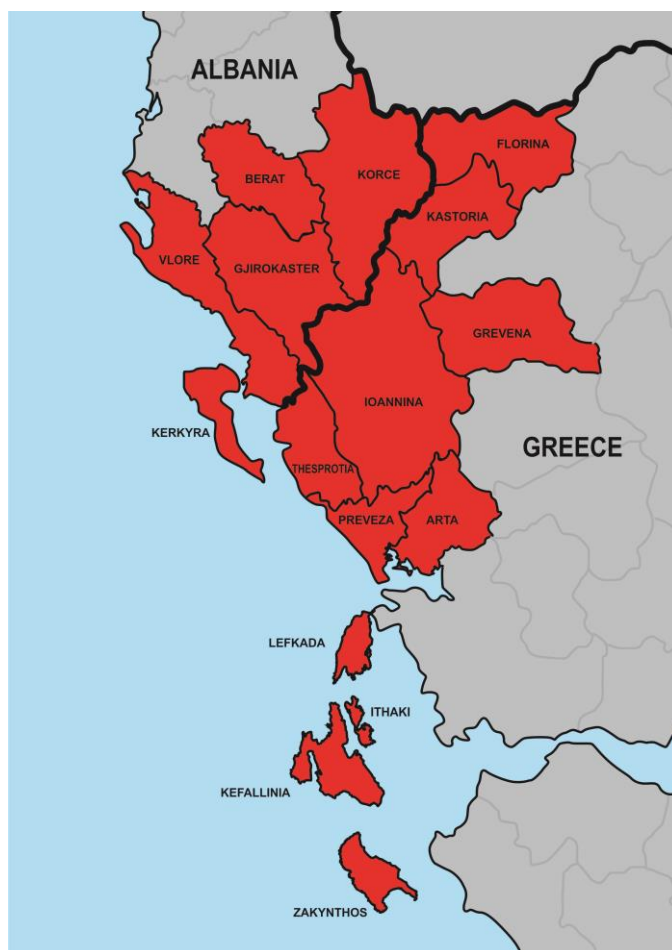 ALBANIA
FLORINA
BERAT
KORCE
KASTORIA
VLORE
GJIROKASTER
GREVENA
IOANNINA
KERKYRA
GREECE
THESPROTIA
PREVEZA
ARTA
LEFKADA
ITHAKI
KEFALLINIA
ZAKYNTHOS